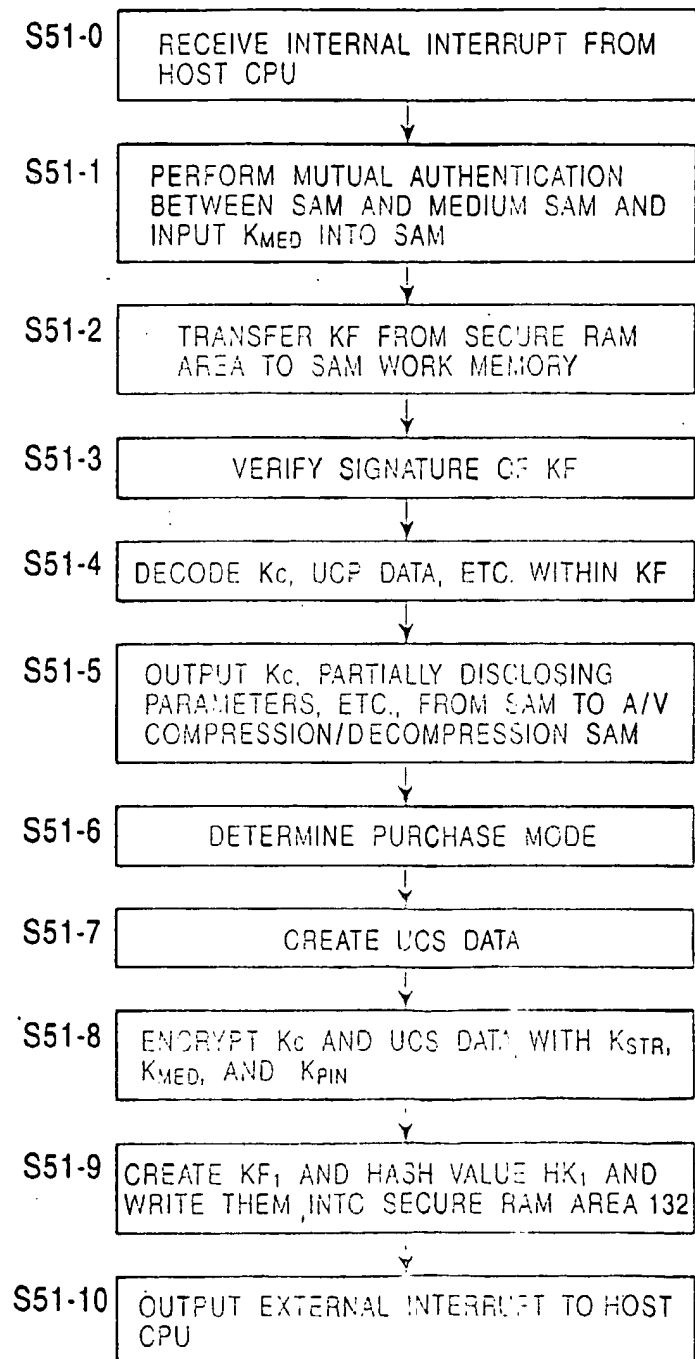 S51-0
RECEIVE INTERNAL INTERRUPT FROM
HOST CPU
S51-1
PERFORM MUTUAL AUTHENTICATION
BETWEEN SAM AND MEDIUM SAM AND
INPUT KMED INTO SAM
S51-2
TRANSFER KF FROM SECURE RAM
AREA TO SAM WORK MEMORY
S51-3
VERIFY SIGNATURE OF KF
S51-4
DECODE Kc, UCP DATA, ETC. WITHIN KF
S51-5
OUTPUT Kc, PARTIALLY DISCLOSING
PARAMETERS, ETC., FROM SAM TO A/V
COMPRESSION/DECOMPRESSION SAM
S51-6
DETERMINE PURCHASE MODE
S51-7
CREATE UCS DATA
S51-8
ENCRYPT Kc AND UCS DATA WITH KSTR,
KMED, AND KPIN
S51-9
CREATE KF1 AND HASH VALUE HK1 AND
WRITE THEM INTO SECURE RAM AREA 132
S51-10
OUTPUT EXTERNAL INTERRUPT TO HOST
CPU